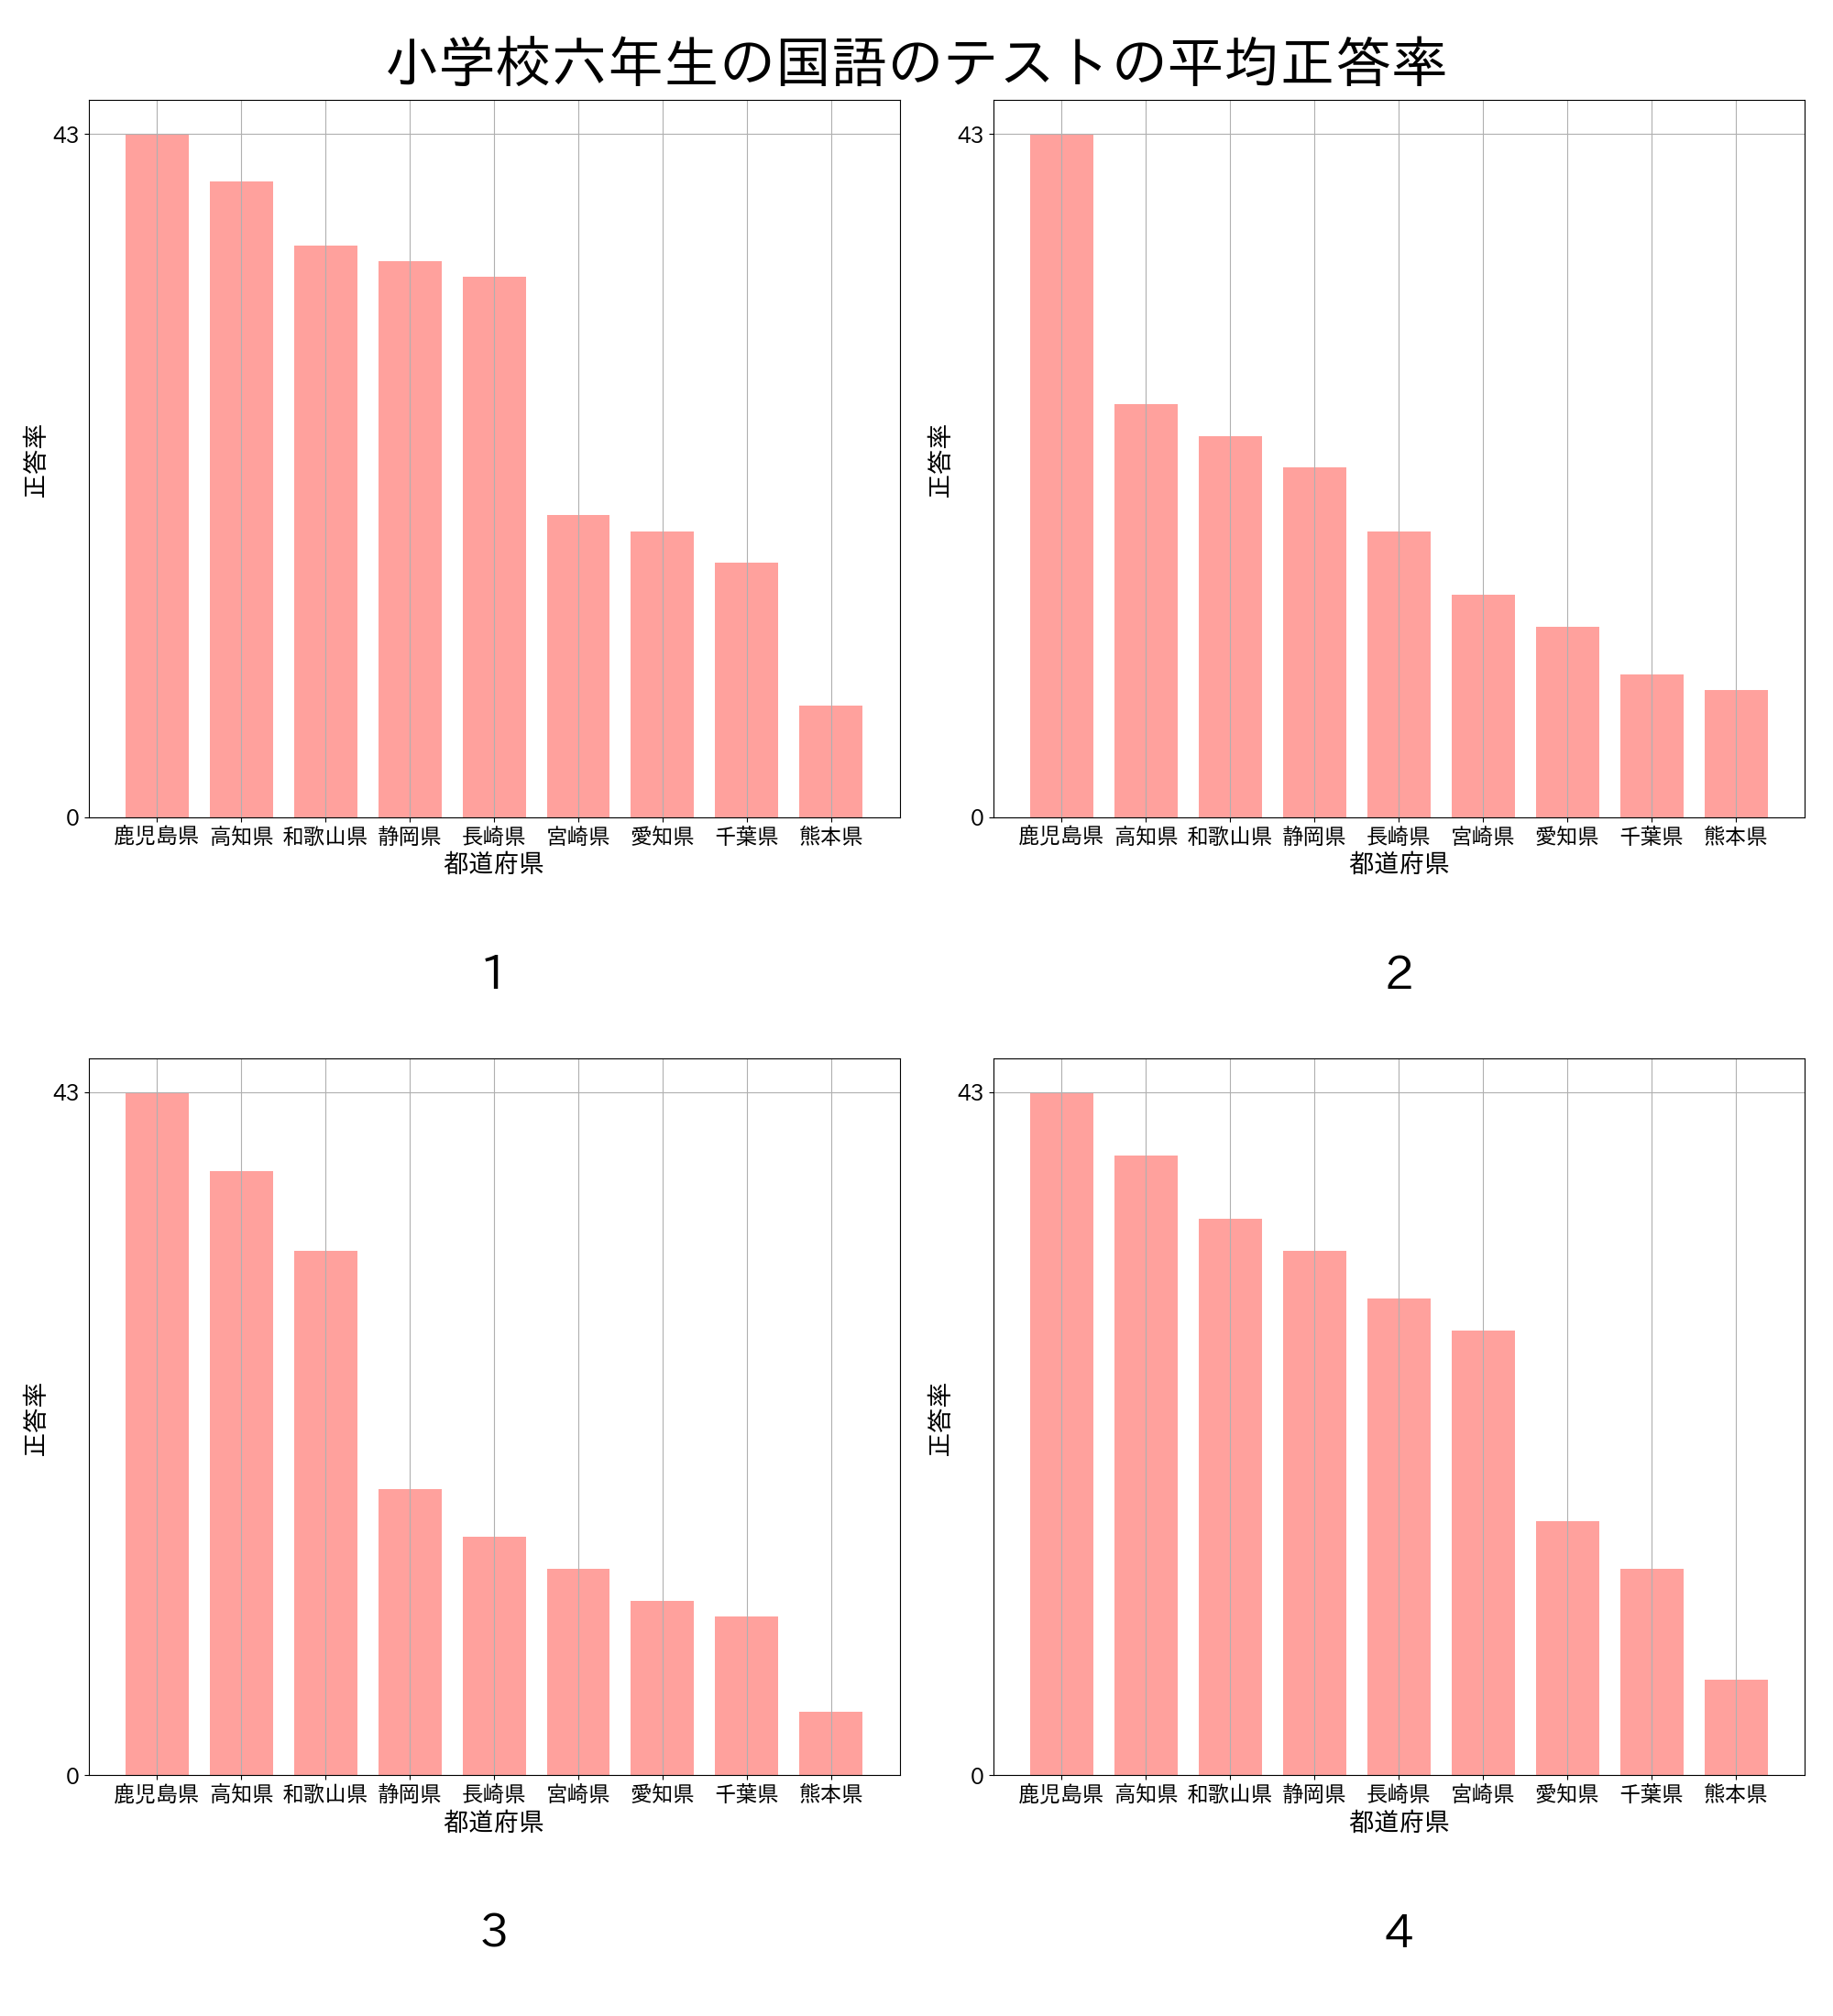 小学校六年生の国語のテストの平均正答率
43
0
正答率
鹿児島県 高知県 和歌山県 静岡県 長崎県 宮崎県 愛知県 千葉県 熊本県
都道府県
1
43
0
正答率
鹿児島県 高知県 和歌山県 静岡県 長崎県 宮崎県 愛知県 千葉県 熊本県
都道府県
2
43
0
正答率
鹿児島県 高知県 和歌山県 静岡県 長崎県 宮崎県 愛知県 千葉県 熊本県
都道府県
3
43
0
正答率
鹿児島県 高知県 和歌山県 静岡県 長崎県 宮崎県 愛知県 千葉県 熊本県
都道府県
4